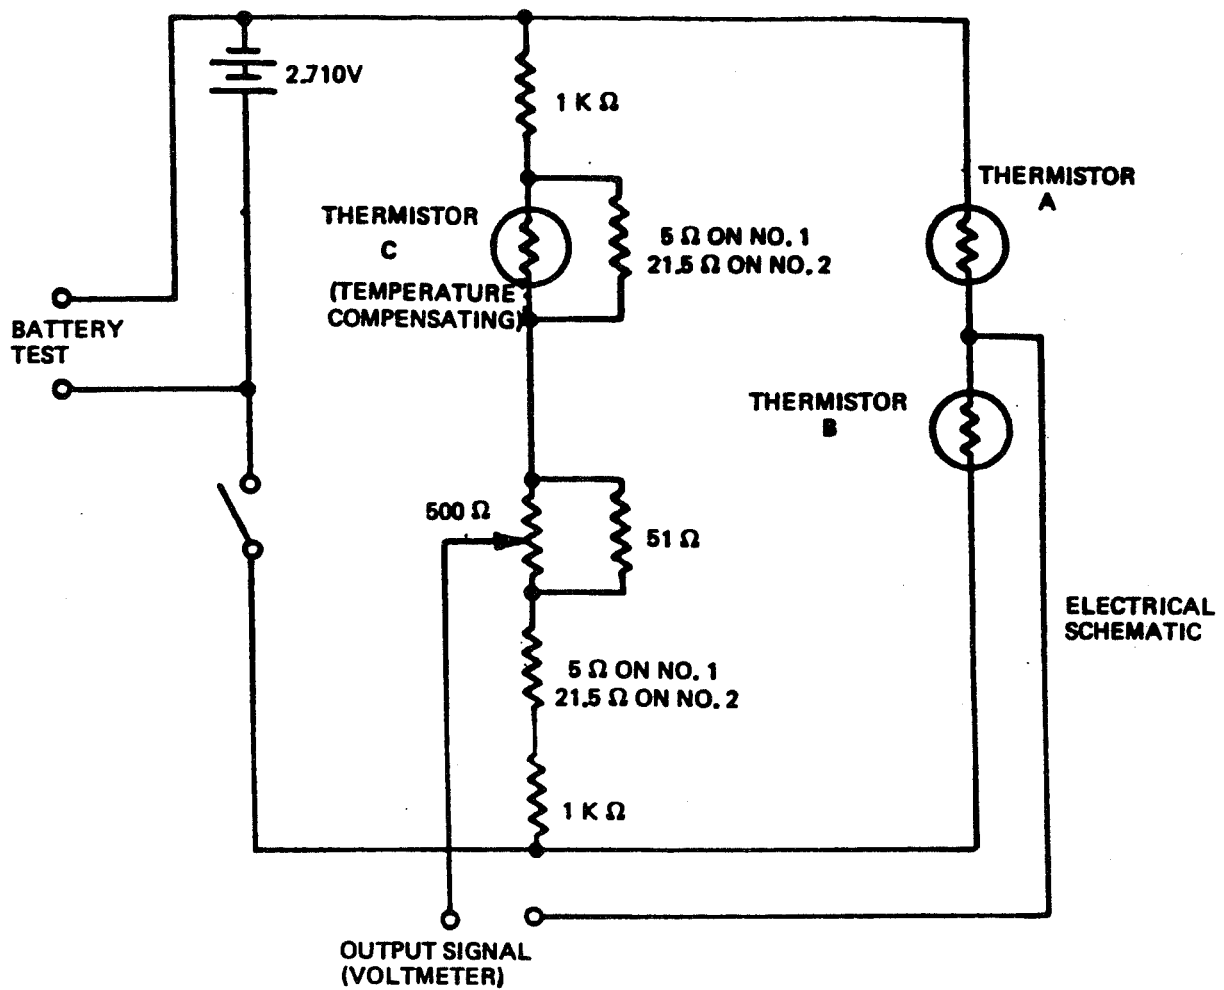 2.710V
1 K Ω
THERMISTOR
A
THERMISTOR
C
(TEMPERATURE
COMPENSATING)
5 Ω ON NO. 1
21.5 Ω ON NO. 2
BATTERY
TEST
THERMISTOR
B
500 Ω
51 Ω
ELECTRICAL
SCHEMATIC
5 Ω ON NO. 1
21.5 Ω ON NO. 2
1 K Ω
OUTPUT SIGNAL
(VOLTMETER)